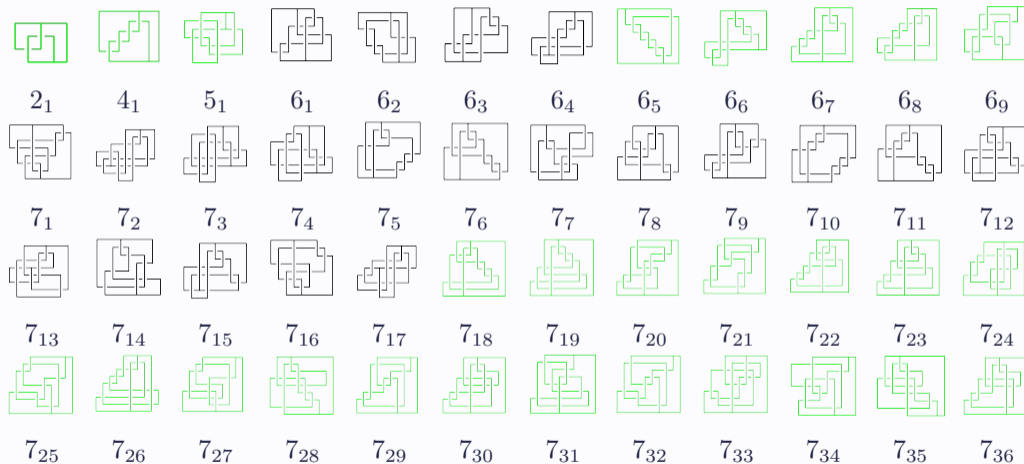 2₁ 4₁ 5₁ 6₁ 6₂ 6₃ 6₄ 6₅ 6₆ 6₇ 6₈ 6₉
7₁ 7₂ 7₃ 7₄ 7₅ 7₆ 7₇ 7₈ 7₉ 7₁₀ 7₁₁ 7₁₂
7₁₃ 7₁₄ 7₁₅ 7₁₆ 7₁₇ 7₁₈ 7₁₉ 7₂₀ 7₂₁ 7₂₂ 7₂₃ 7₂₄
7₂₅ 7₂₆ 7₂₇ 7₂₈ 7₂₉ 7₃₀ 7₃₁ 7₃₂ 7₃₃ 7₃₄ 7₃₅ 7₃₆